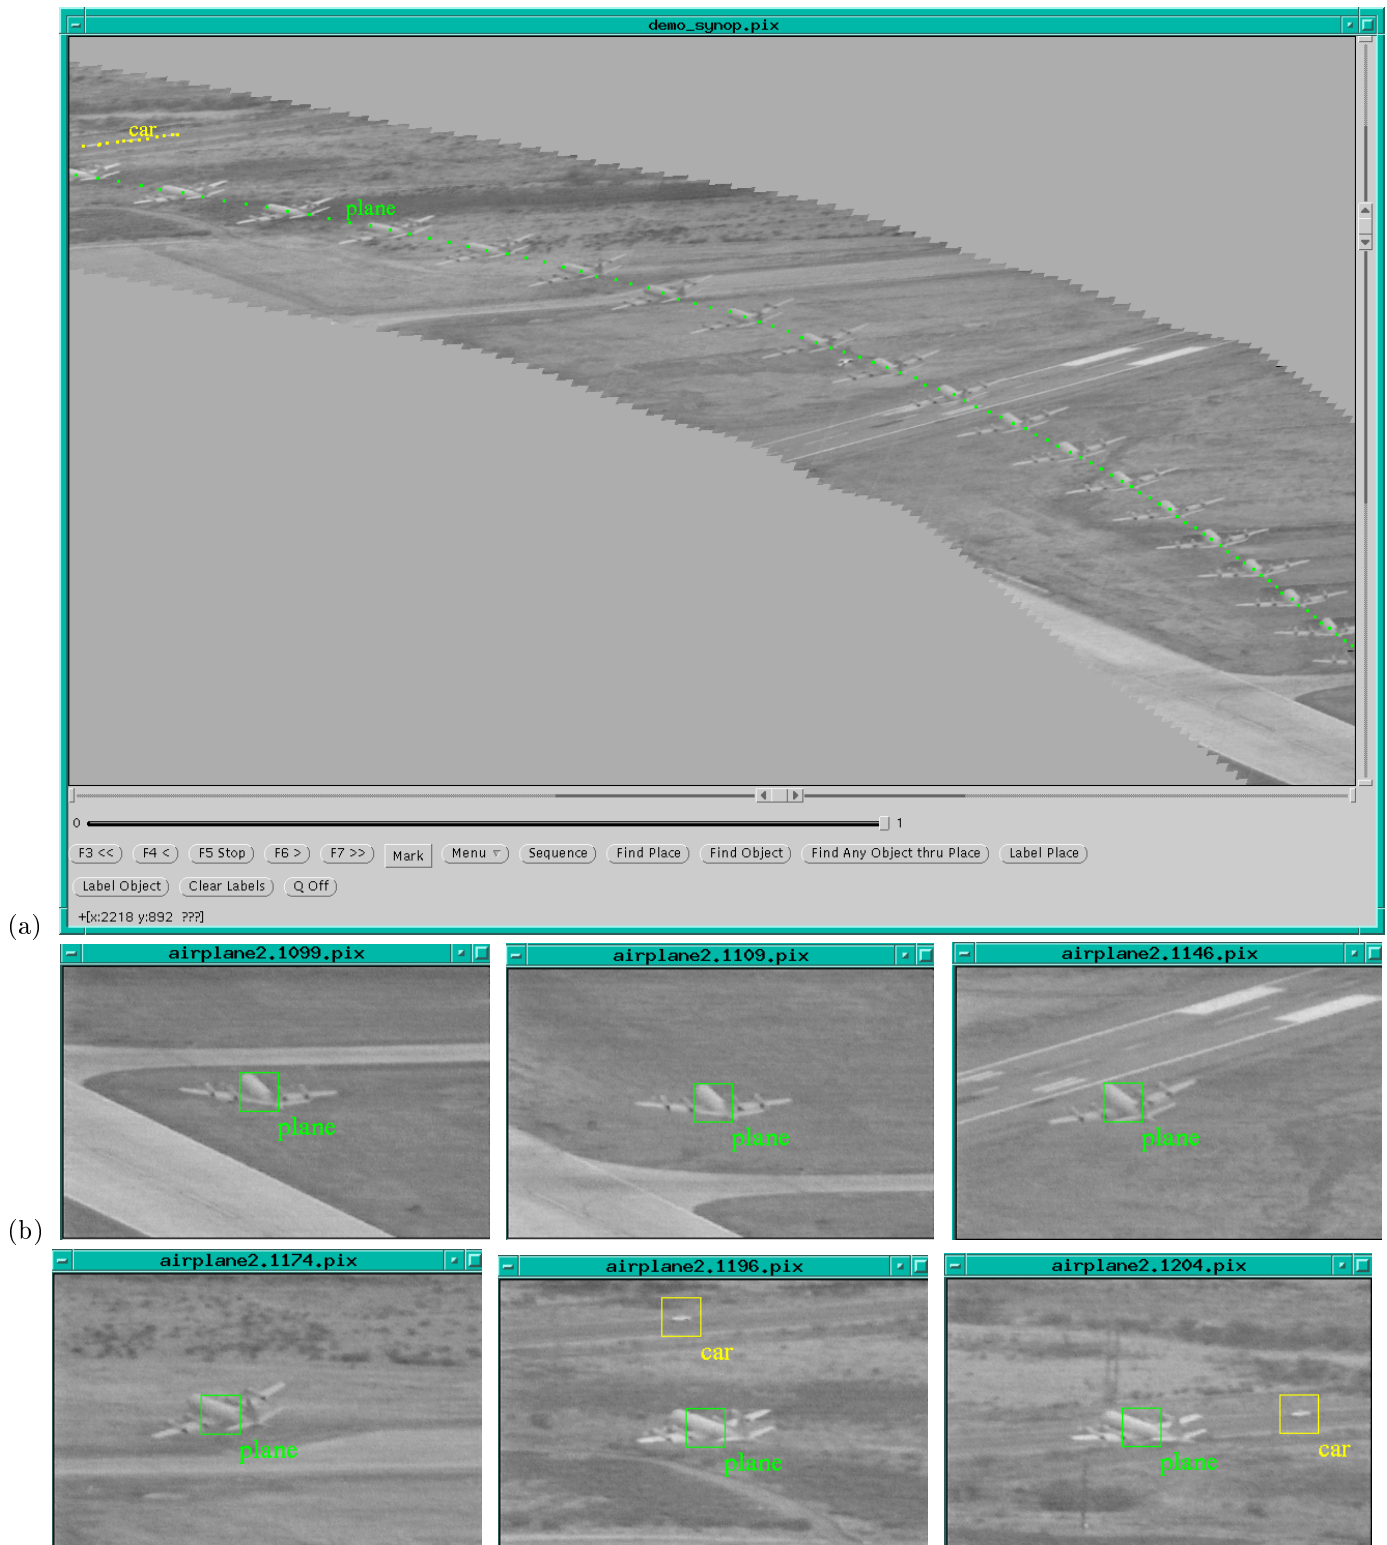 demo_synop.pix
car
plane
0 1
F3 << F4 < F5 Stop F6 > F7 >> Mark Menu Sequence Find Place Find Object Find Any Object thru Place Label Place
Label Object Clear Labels Q Off
+[x:2218 y:892 ???]
(a)
airplane2.1099.pix airplane2.1109.pix airplane2.1146.pix
plane plane plane
(b)
airplane2.1174.pix airplane2.1196.pix airplane2.1204.pix
car
plane plane plane car